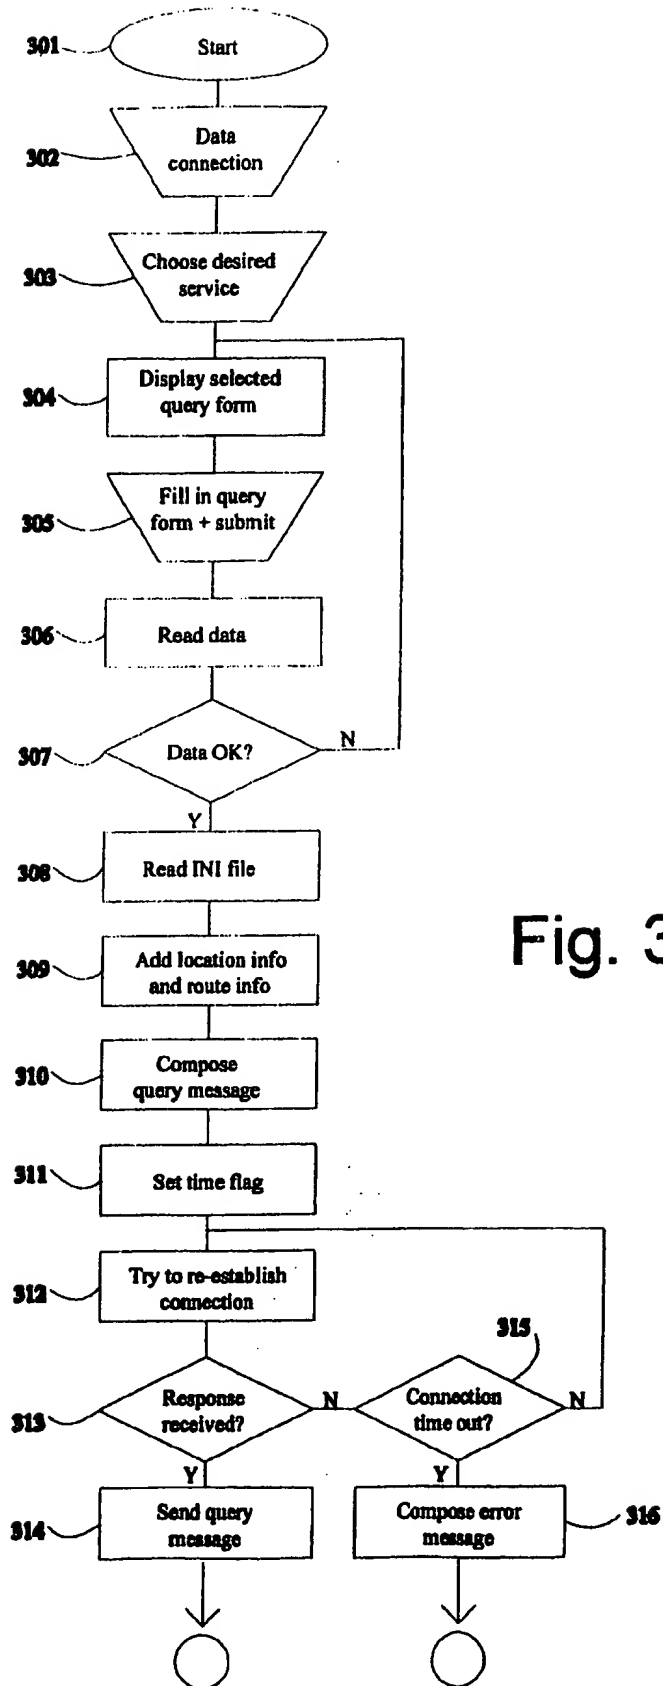 301
Start
302
Data
connection
303
Choose desired
service
304
Display selected
query form
305
Fill in query
form + submit
306
Read data
307
Data OK?
N
Y
308
Read INI file
Fig. 3
309
Add location info
and route info
310
Compose
query message
311
Set time flag
312
Try to re-establish
connection
315
313
Response
received?
N
Connection
time out?
N
Y
Y
314
Send query
message
Compose error
message
316